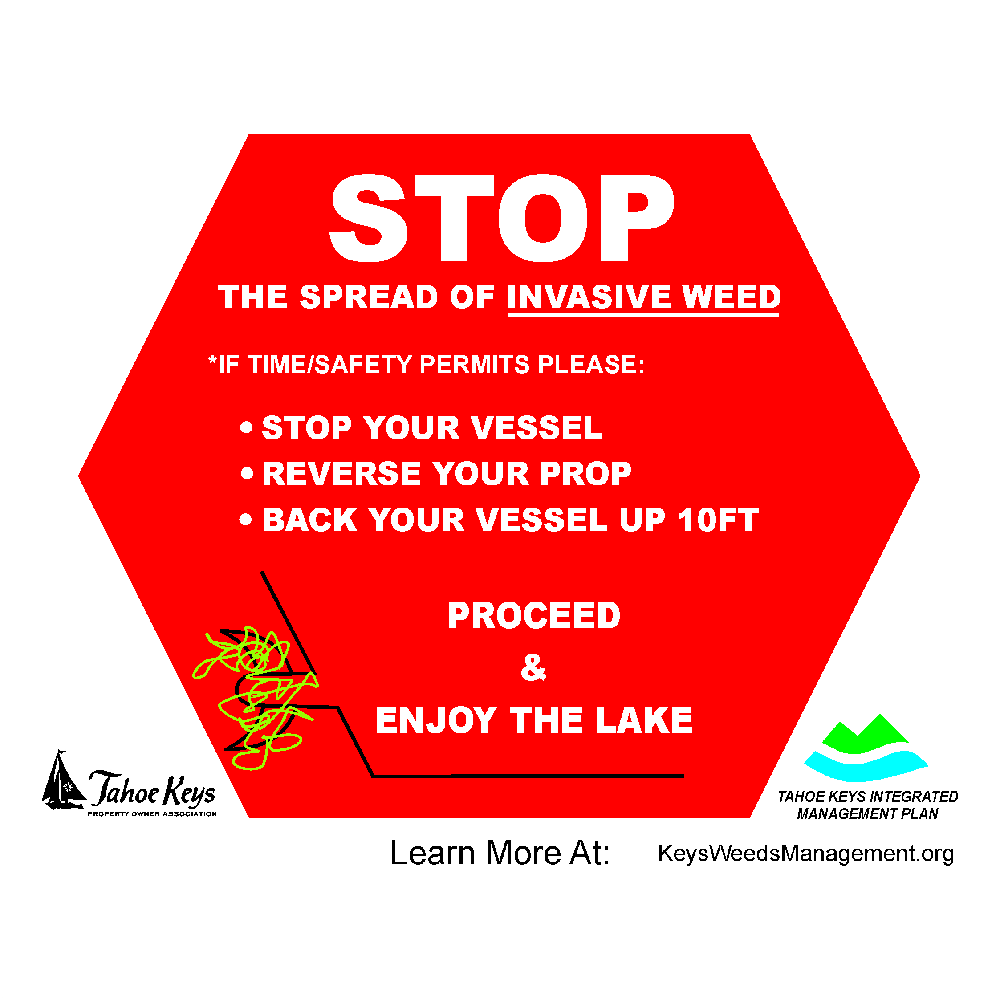 STOP
THE SPREAD OF INVASIVE WEED
*IF TIME/SAFETY PERMITS PLEASE:
• STOP YOUR VESSEL
• REVERSE YOUR PROP
• BACK YOUR VESSEL UP 10FT
PROCEED
&
ENJOY THE LAKE
Tahoe Keys
PROPERTY OWNER ASSOCIATION
TAHOE KEYS INTEGRATED
MANAGEMENT PLAN
Learn More At: KeysWeedsManagement.org